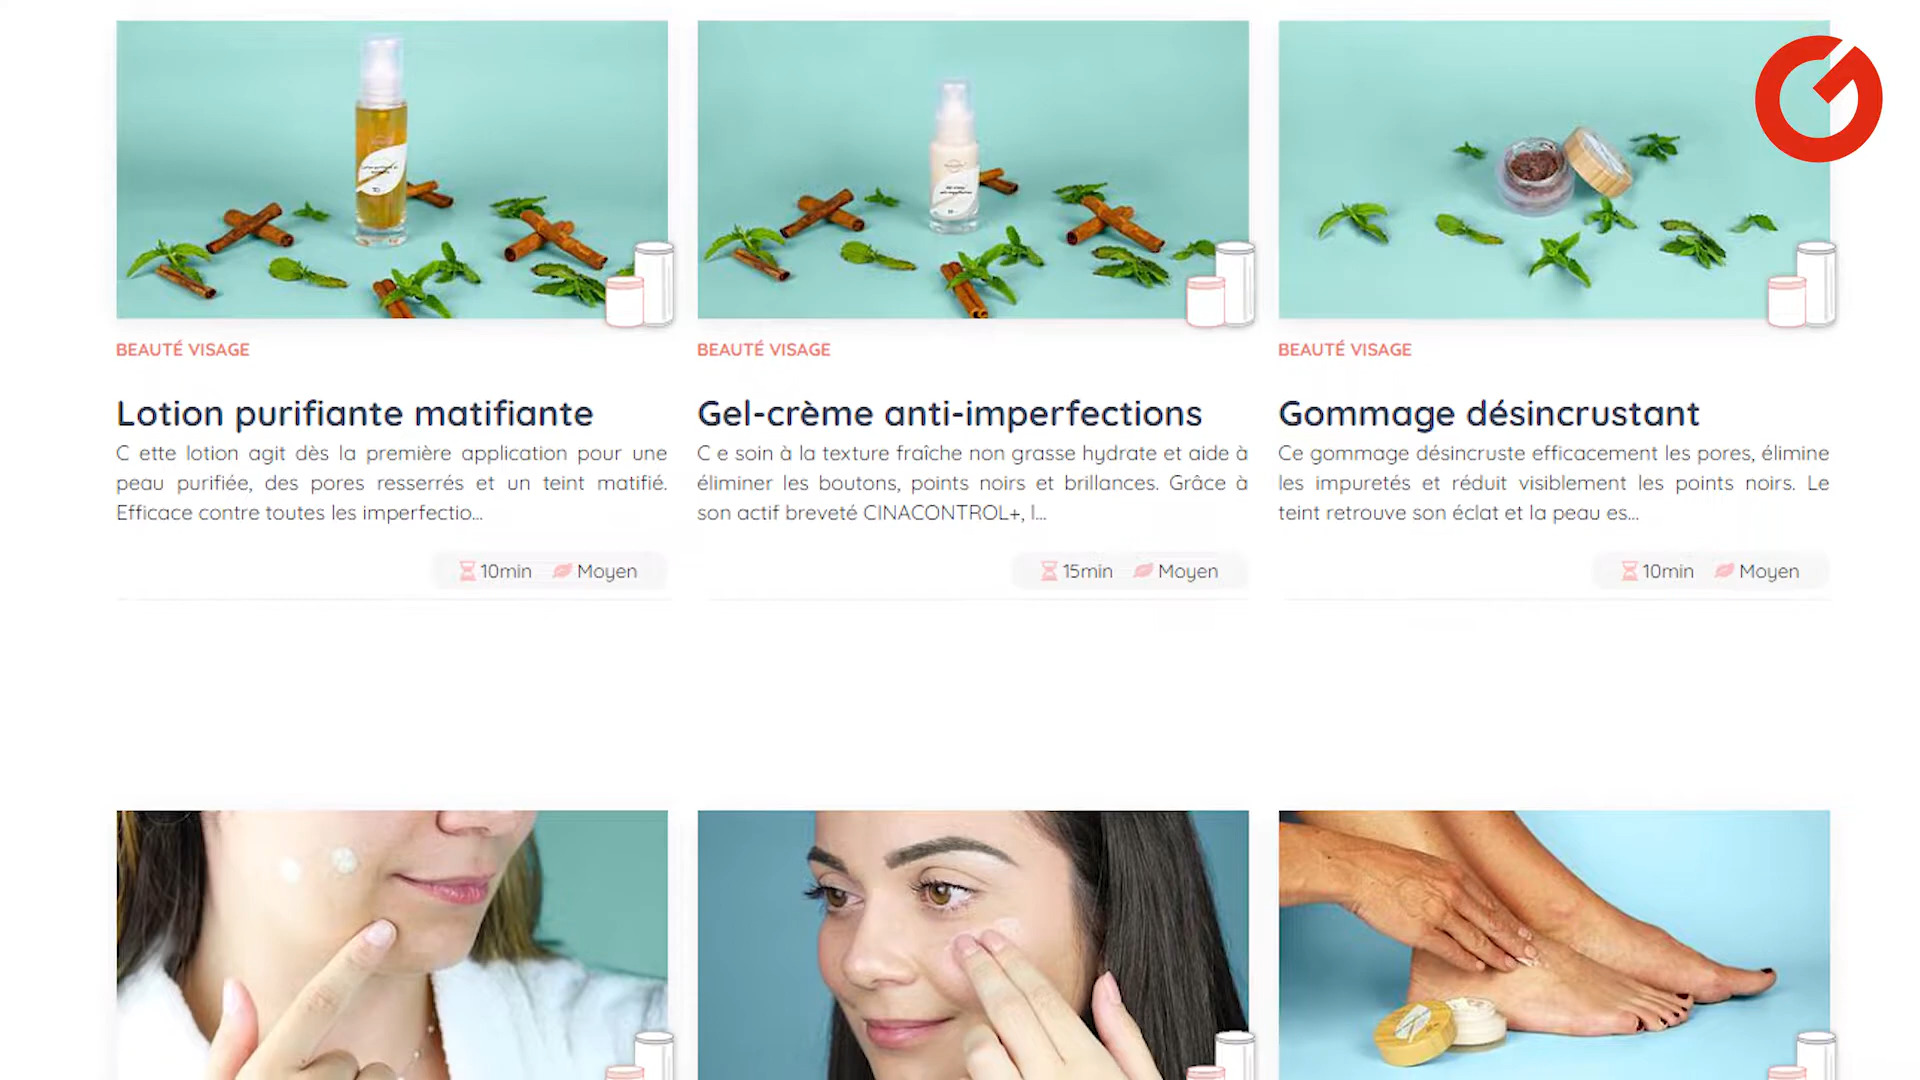 BEAUTÉ VISAGE
Lotion purifiante matifiante
C ette lotion agit dès la première application pour une
peau purifiée, des pores resserrés et un teint matifié.
Efficace contre toutes les imperfectio...
10min Moyen
BEAUTÉ VISAGE
Gel-crème anti-imperfections
C e soin à la texture fraîche non grasse hydrate et aide à
éliminer les boutons, points noirs et brillances. Grâce à
son actif breveté CINACONTROL+, l...
15min Moyen
BEAUTÉ VISAGE
Gommage désincrustant
Ce gommage désincruste efficacement les pores, élimine
les impuretés et réduit visiblement les points noirs. Le
teint retrouve son éclat et la peau es...
10min Moyen